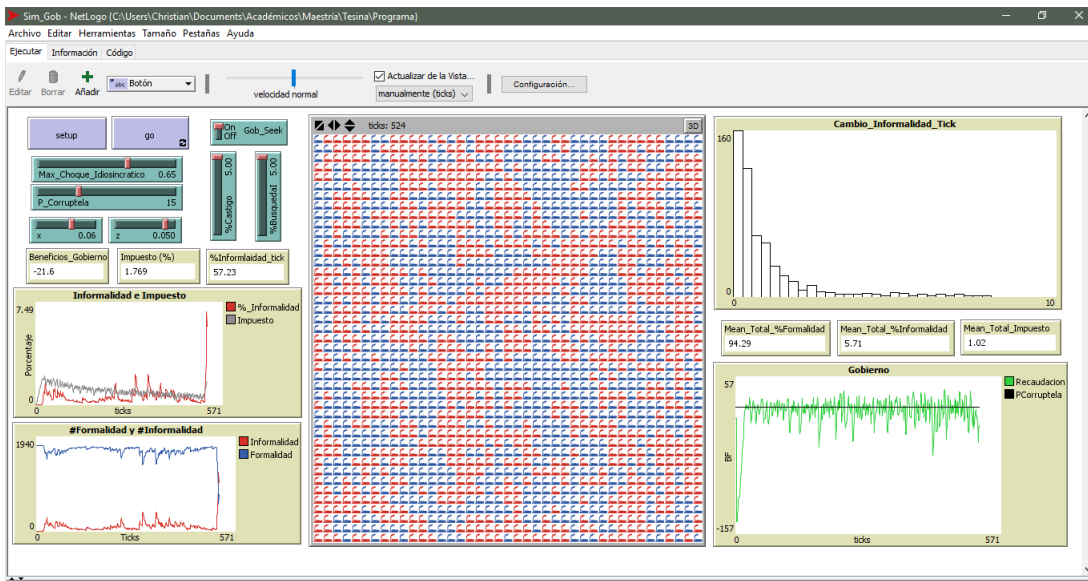 Sim_Gob - NetLogo {C:\Users\Christian\Documents\Académicos\Maestría\Tesina\Programa}
Archivo Editar Herramientas Tamaño Pestañas Ayuda
Ejecutar Información Código
Editar Borrar Añadir
abc Botón
velocidad normal
Actualizar de la Vista...
manualmente (ticks)
Configuración...
setup
go
On
Off
Gob_Seek
Max_Choque_Idiosincratico 0.65
P_Corruptela 15
x 0.06
z 0.050
%Castigo 5.00
%BusquedaI 5.00
Beneficios_Gobierno
-21.6
Impuesto (%)
1.769
%Informlaidad_tick
57.23
Informalidad e Impuesto
7.49
Porcentaje
0
0
ticks
571
%_Informalidad
Impuesto
#Formalidad y #Informalidad
1940
0
0
Ticks
571
Informalidad
Formalidad
ticks: 524
3D
Cambio_Informalidad_Tick
160
0
0
10
Mean_Total_%Formalidad
94.29
Mean_Total_%Informalidad
5.71
Mean_Total_Impuesto
1.02
Gobierno
57
BF
-157
0
ticks
571
Recaudacion
PCorruptela